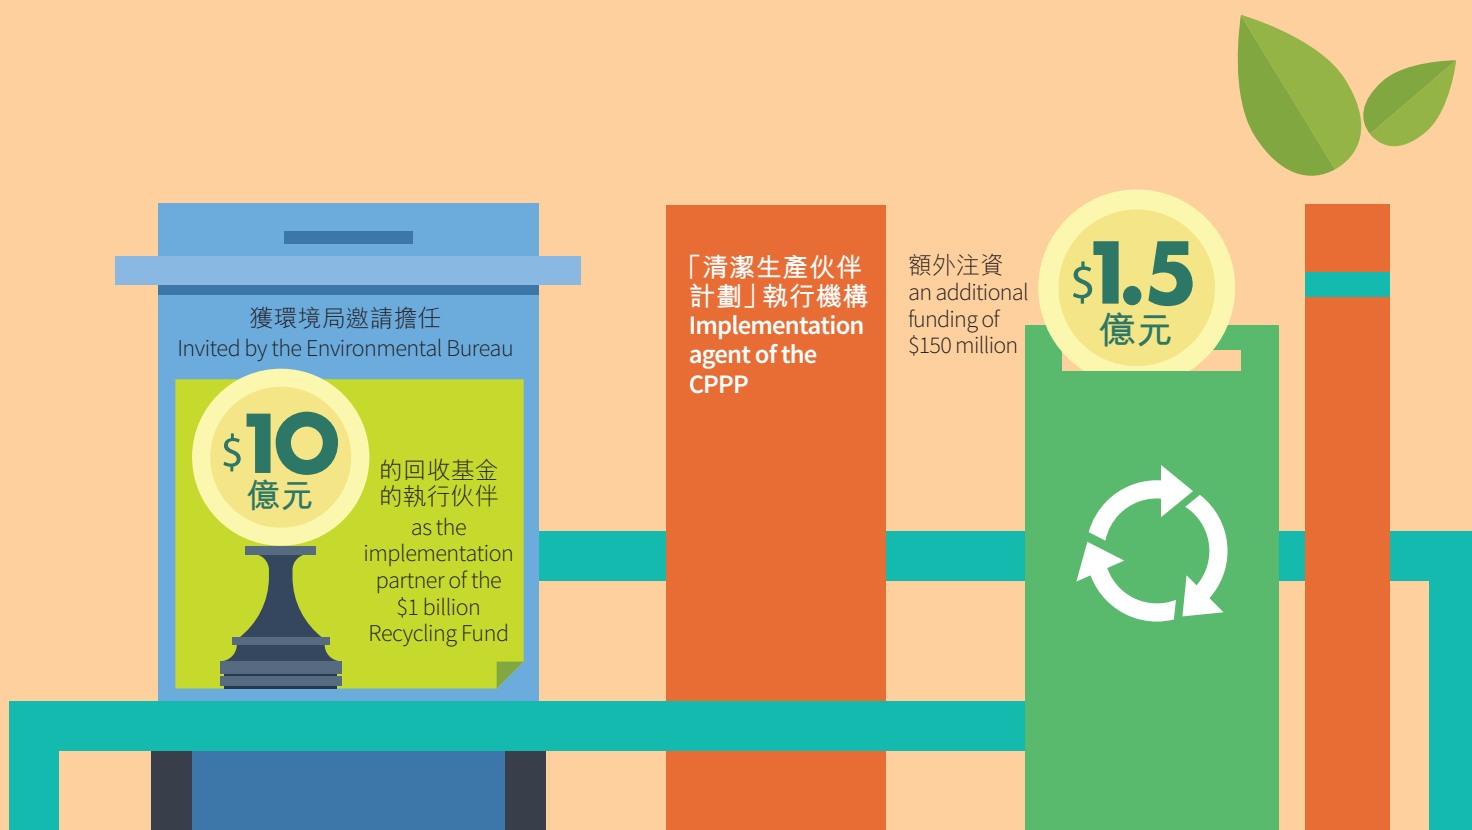 獲環境局邀請擔任
Invited by the Environmental Bureau
$10
億元
的回收基金
的執行伙伴
as the
implementation
partner of the
$1 billion
Recycling Fund
「清潔生產伙伴
計劃」執行機構
Implementation
agent of the
CPPP
額外注資
an additional
funding of
$150 million
$1.5
億元